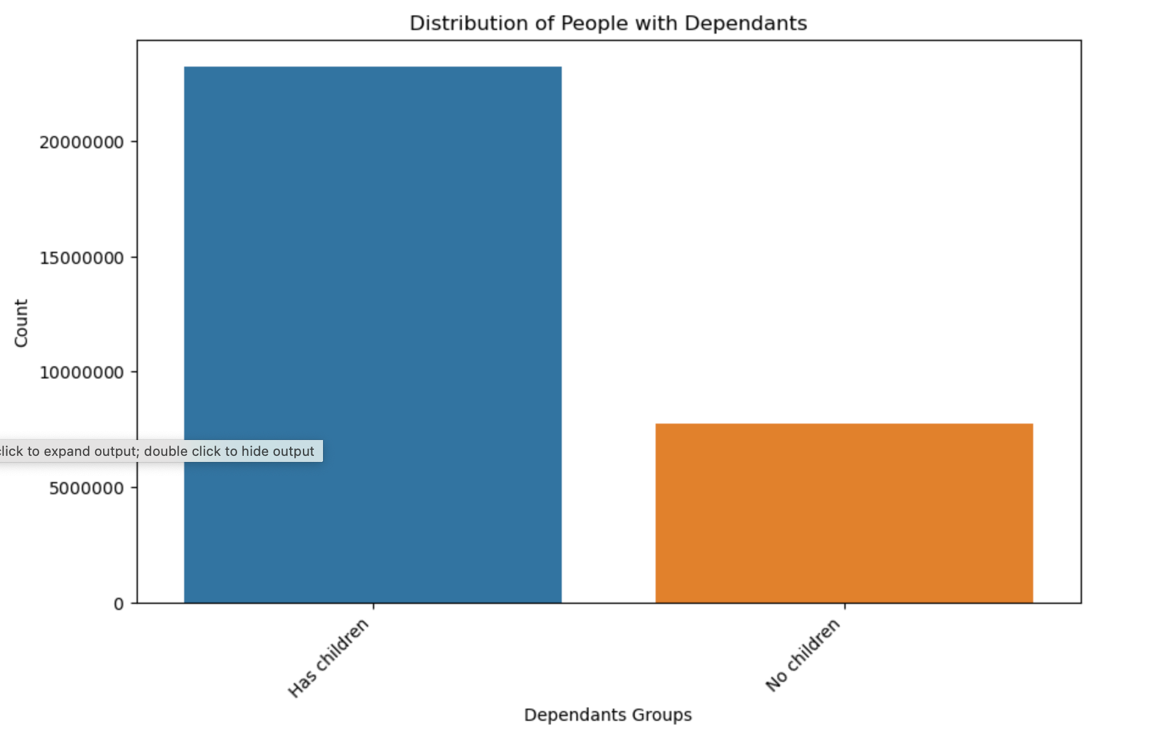 Distribution of People with Dependants
20000000
15000000
10000000
5000000
0
Count
click to expand output; double click to hide output
Has children
No children
Dependants Groups